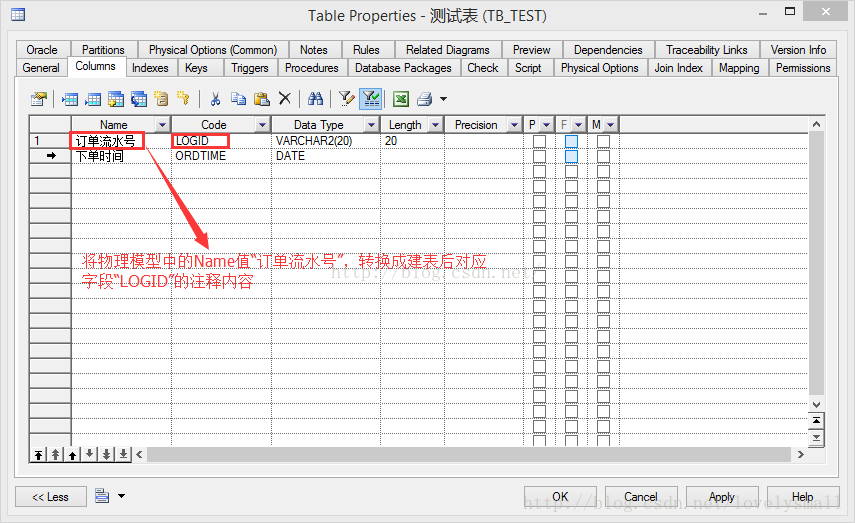 Table Properties - 测试表 (TB_TEST)
Oracle Partitions Physical Options (Common) Notes Rules Related Diagrams Preview Dependencies Traceability Links Version Info
General Columns Indexes Keys Triggers Procedures Database Packages Check Script Physical Options Join Index Mapping Permissions
Name Code Data Type Length Precision P F M
1 订单流水号 LOGID VARCHAR2(20) 20
下单时间 ORDTIME DATE
将物理模型中的Name值“订单流水号”，转换成建表后对应
字段“LOGID”的注释内容
http://blog.csdn.net/
<< Less OK Cancel Apply Help
http://blog.csdn.net/lovelysmall